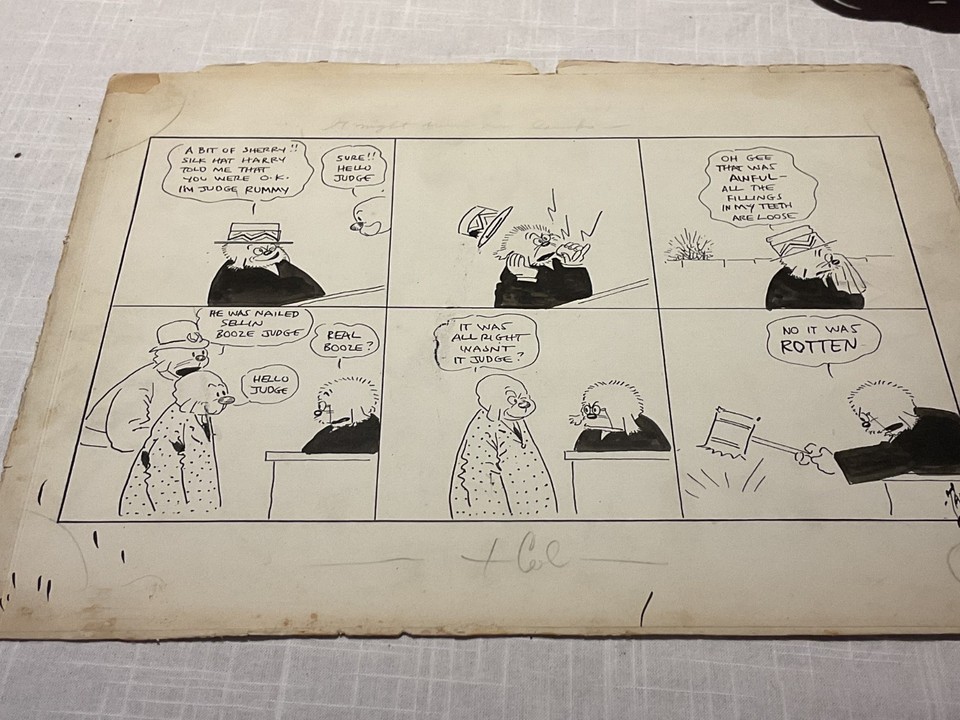 A BIT OF SHERRY!!
SILK HAT HARRY
TOLD ME THAT
YOU WERE O.K.
I'M JUDGE RUMMY
SURE!!
HELLO
JUDGE
OH GEE
THAT WAS
AWFUL—
ALL THE
FILLINGS
IN MY TEETH
ARE LOOSE
HE WAS NAILED
SELLIN
BOOZE JUDGE
HELLO
JUDGE
REAL
BOOZE?
IT WAS
ALL RIGHT
WASNT
IT JUDGE?
NO IT WAS
ROTTEN